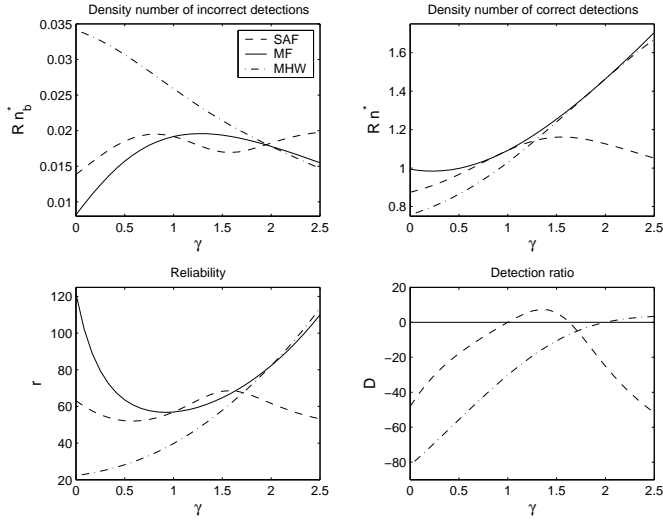 Density number of incorrect detections
0.035
0.03
0.025
0.02
0.015
0.01
R n*b
0 0.5 1 1.5 2 2.5
γ
SAF
MF
MHW
Density number of correct detections
1.6
1.4
1.2
1
0.8
R n*
0 0.5 1 1.5 2 2.5
γ
Reliability
120
100
80
60
40
20
r
0 0.5 1 1.5 2 2.5
γ
Detection ratio
20
0
−20
−40
−60
−80
D
0 0.5 1 1.5 2 2.5
γ